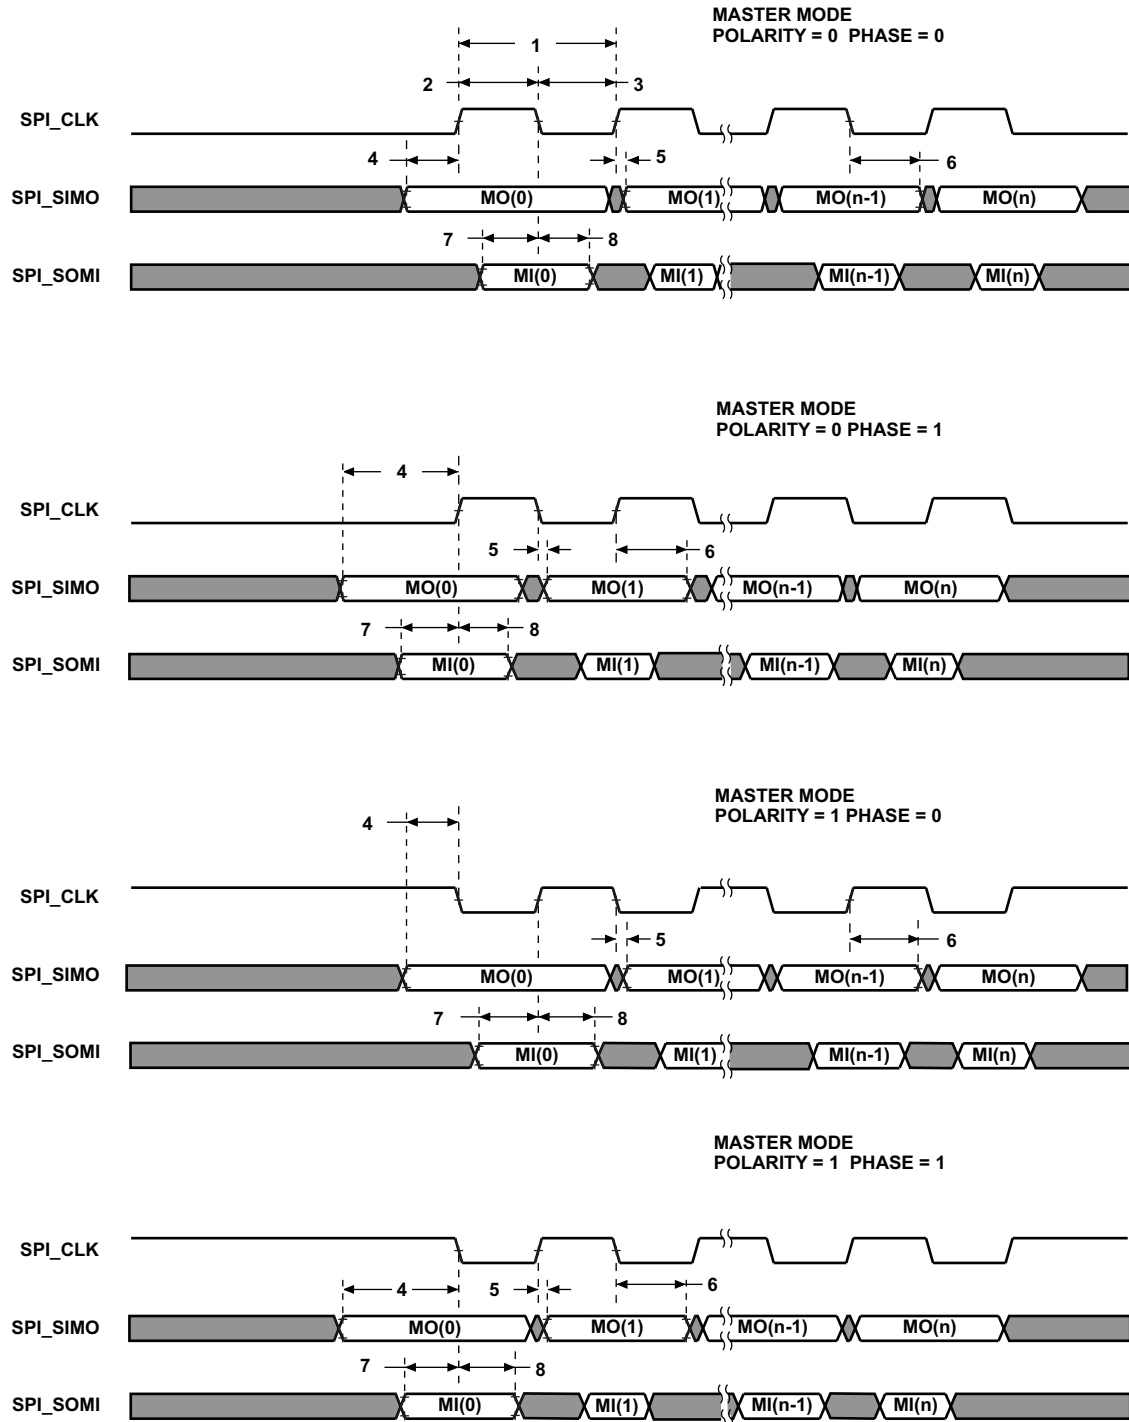 MASTER MODE
POLARITY = 0 PHASE = 0
1
2
3
SPI_CLK
4
5
6
SPI_SIMO
MO(0)
MO(1)
MO(n-1)
MO(n)
7
8
SPI_SOMI
MI(0)
MI(1)
MI(n-1)
MI(n)
MASTER MODE
POLARITY = 0 PHASE = 1
4
SPI_CLK
5
6
SPI_SIMO
MO(0)
MO(1)
MO(n-1)
MO(n)
7
8
SPI_SOMI
MI(0)
MI(1)
MI(n-1)
MI(n)
MASTER MODE
POLARITY = 1 PHASE = 0
4
SPI_CLK
5
6
SPI_SIMO
MO(0)
MO(1)
MO(n-1)
MO(n)
7
8
SPI_SOMI
MI(0)
MI(1)
MI(n-1)
MI(n)
MASTER MODE
POLARITY = 1 PHASE = 1
SPI_CLK
4
5
6
SPI_SIMO
MO(0)
MO(1)
MO(n-1)
MO(n)
7
8
SPI_SOMI
MI(0)
MI(1)
MI(n-1)
MI(n)